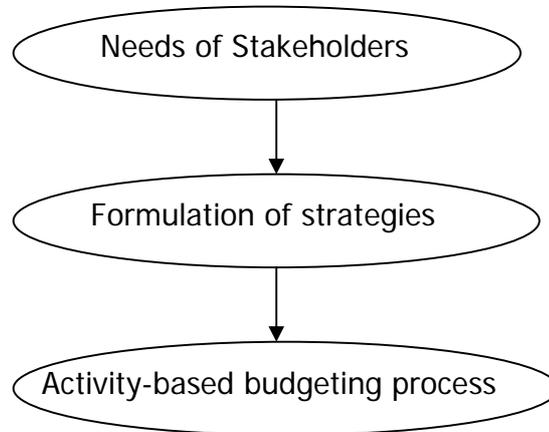 Needs of Stakeholders
Formulation of strategies
Activity-based budgeting process